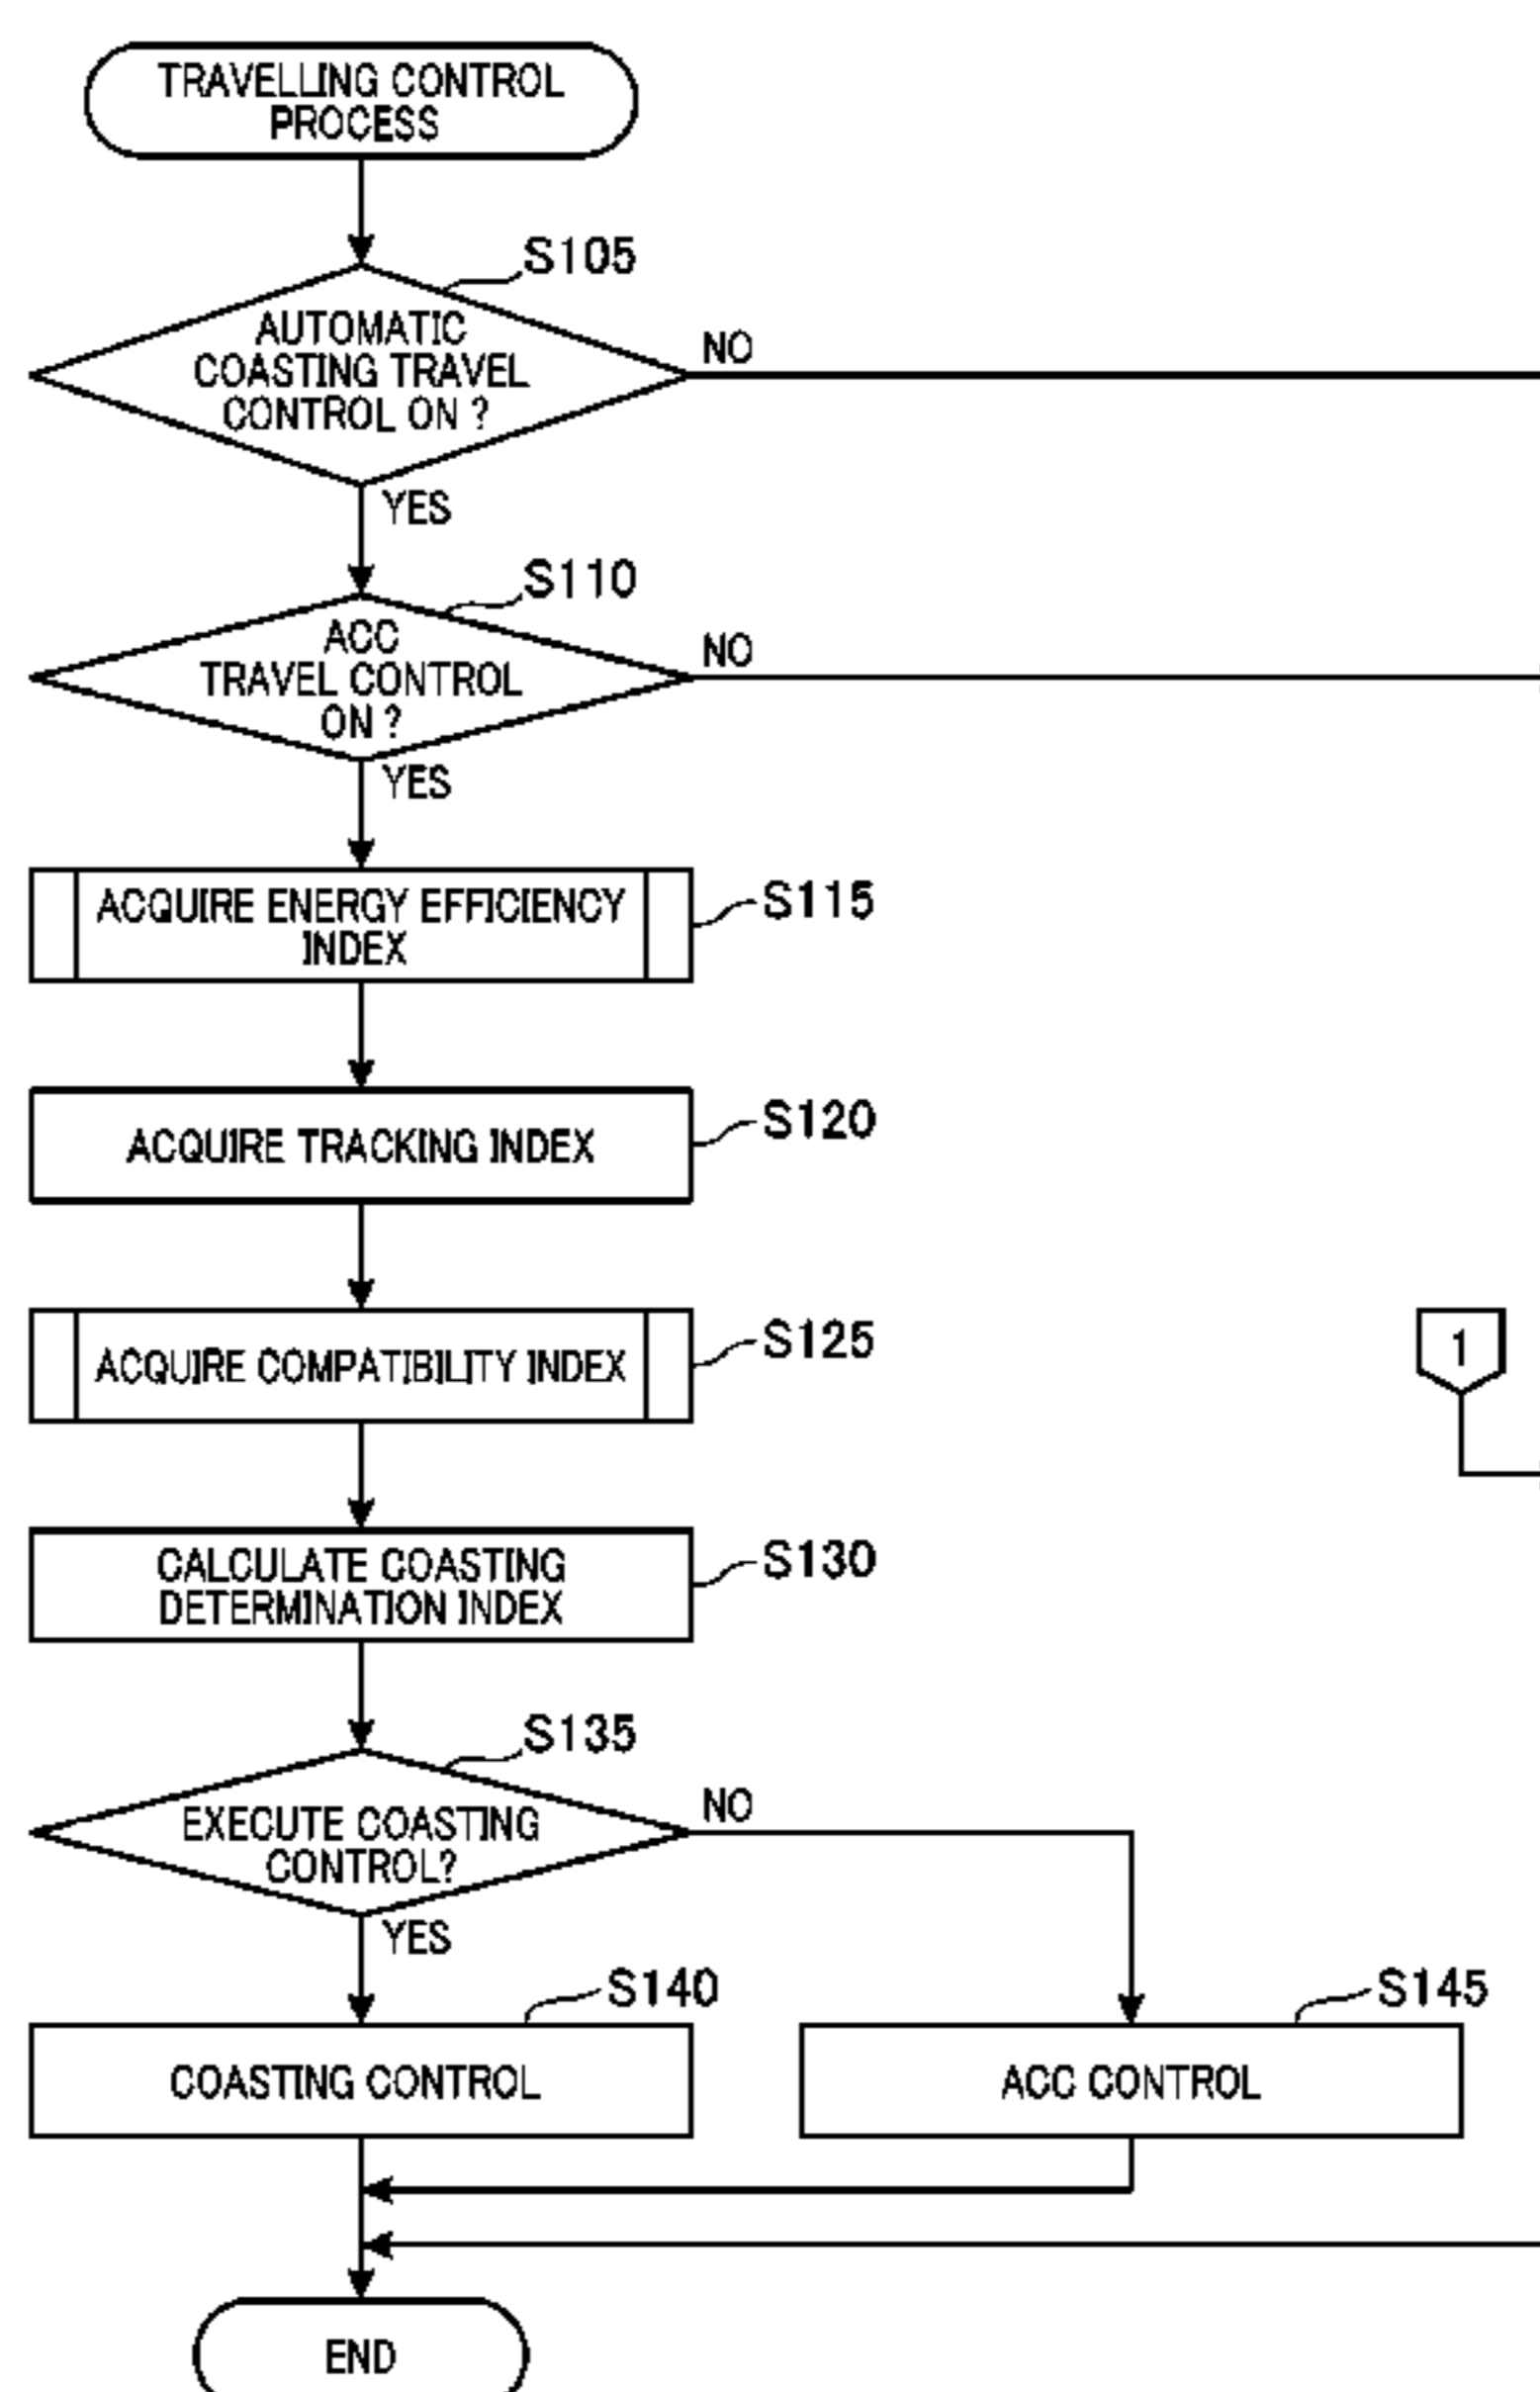 TRAVELLING CONTROL
PROCESS
S105
AUTOMATIC
COASTING TRAVEL
CONTROL ON ?
NO
YES
S110
ACC
TRAVEL CONTROL
ON ?
NO
YES
ACQUIRE ENERGY EFFICIENCY
INDEX
S115
ACQUIRE TRACKING INDEX
S120
ACQUIRE COMPATIBILITY INDEX
S125
1
CALCULATE COASTING
DETERMINATION INDEX
S130
S135
EXECUTE COASTING
CONTROL?
NO
YES
S140
COASTING CONTROL
S145
ACC CONTROL
END